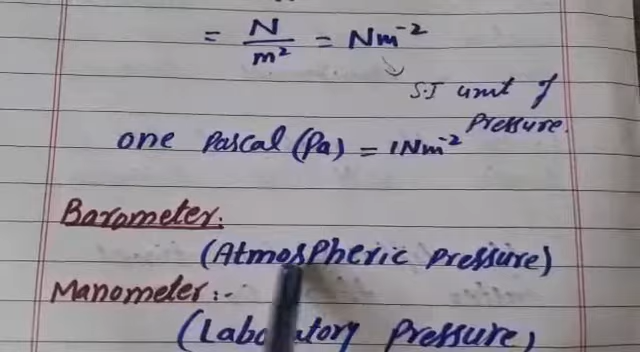 = N/m² = Nm⁻²
S.I unit of
Pressure.
one Pascal (Pa) = 1Nm⁻²
Barometer:
(Atmospheric Pressure)
Manometer:-
(Laboratory Pressure)